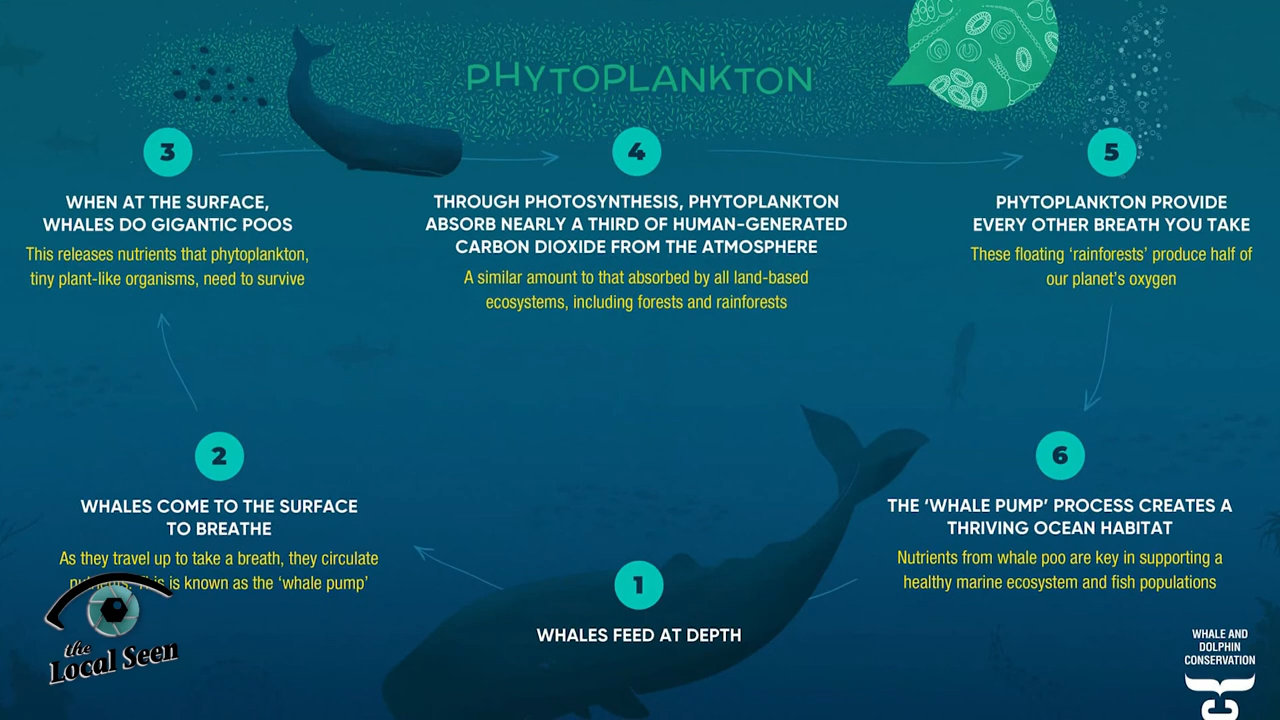 PHYTOPLANKTON
3
WHEN AT THE SURFACE,
WHALES DO GIGANTIC POOS
This releases nutrients that phytoplankton,
tiny plant-like organisms, need to survive
4
THROUGH PHOTOSYNTHESIS, PHYTOPLANKTON
ABSORB NEARLY A THIRD OF HUMAN-GENERATED
CARBON DIOXIDE FROM THE ATMOSPHERE
A similar amount to that absorbed by all land-based
ecosystems, including forests and rainforests
5
PHYTOPLANKTON PROVIDE
EVERY OTHER BREATH YOU TAKE
These floating ‘rainforests’ produce half of
our planet’s oxygen
2
WHALES COME TO THE SURFACE
TO BREATHE
As they travel up to take a breath, they circulate
is known as the ‘whale pump’
1
WHALES FEED AT DEPTH
6
THE ‘WHALE PUMP’ PROCESS CREATES A
THRIVING OCEAN HABITAT
Nutrients from whale poo are key in supporting a
healthy marine ecosystem and fish populations
the
Local Seen
WHALE AND
DOLPHIN
CONSERVATION